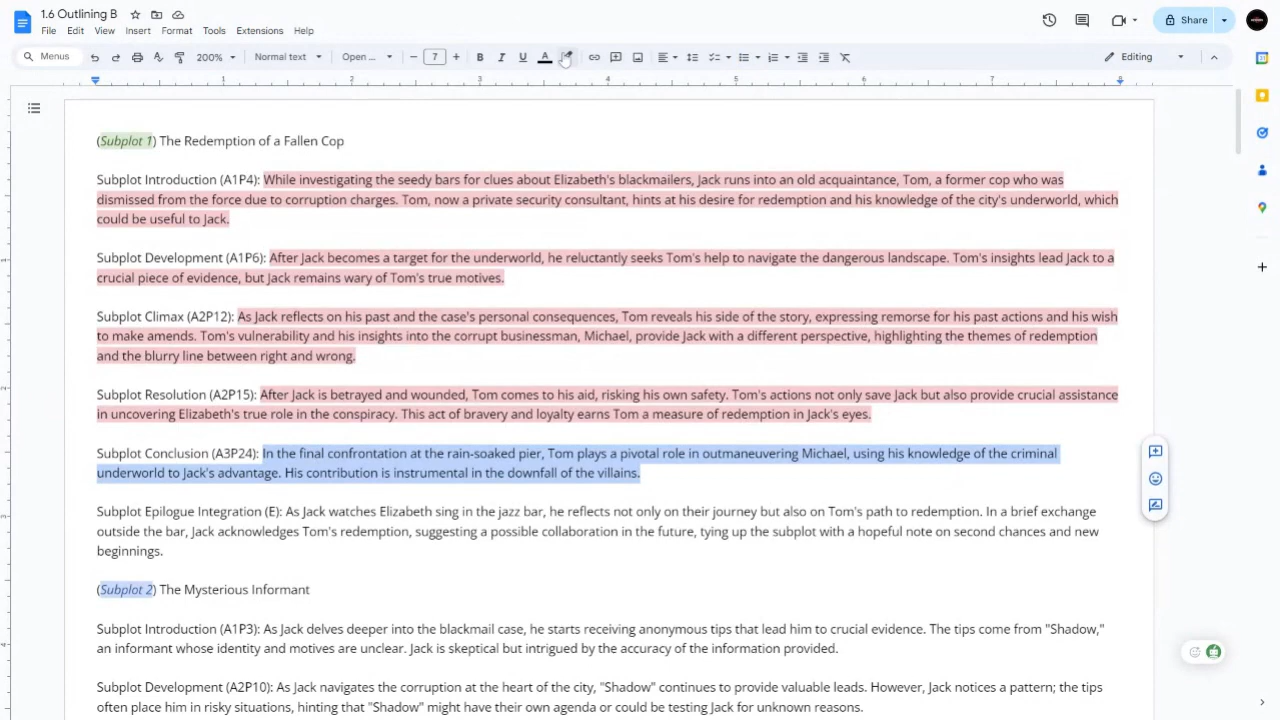 1.6 Outlining B
File Edit View Insert Format Tools Extensions Help
Share
Menus 200% Normal text Open ... 7 B I U A Editing
1 2 3 4 5 6 7 8
(Subplot 1) The Redemption of a Fallen Cop
Subplot Introduction (A1P4): While investigating the seedy bars for clues about Elizabeth's blackmailers, Jack runs into an old acquaintance, Tom, a former cop who was
dismissed from the force due to corruption charges. Tom, now a private security consultant, hints at his desire for redemption and his knowledge of the city's underworld, which
could be useful to Jack.
Subplot Development (A1P6): After Jack becomes a target for the underworld, he reluctantly seeks Tom's help to navigate the dangerous landscape. Tom's insights lead Jack to a
crucial piece of evidence, but Jack remains wary of Tom's true motives.
Subplot Climax (A2P12): As Jack reflects on his past and the case's personal consequences, Tom reveals his side of the story, expressing remorse for his past actions and his wish
to make amends. Tom's vulnerability and his insights into the corrupt businessman, Michael, provide Jack with a different perspective, highlighting the themes of redemption
and the blurry line between right and wrong.
Subplot Resolution (A2P15): After Jack is betrayed and wounded, Tom comes to his aid, risking his own safety. Tom's actions not only save Jack but also provide crucial assistance
in uncovering Elizabeth's true role in the conspiracy. This act of bravery and loyalty earns Tom a measure of redemption in Jack's eyes.
Subplot Conclusion (A3P24): In the final confrontation at the rain-soaked pier, Tom plays a pivotal role in outmaneuvering Michael, using his knowledge of the criminal
underworld to Jack's advantage. His contribution is instrumental in the downfall of the villains.
Subplot Epilogue Integration (E): As Jack watches Elizabeth sing in the jazz bar, he reflects not only on their journey but also on Tom's path to redemption. In a brief exchange
outside the bar, Jack acknowledges Tom's redemption, suggesting a possible collaboration in the future, tying up the subplot with a hopeful note on second chances and new
beginnings.
(Subplot 2) The Mysterious Informant
Subplot Introduction (A1P3): As Jack delves deeper into the blackmail case, he starts receiving anonymous tips that lead him to crucial evidence. The tips come from "Shadow,"
an informant whose identity and motives are unclear. Jack is skeptical but intrigued by the accuracy of the information provided.
Subplot Development (A2P10): As Jack navigates the corruption at the heart of the city, "Shadow" continues to provide valuable leads. However, Jack notices a pattern; the tips
often place him in risky situations, hinting that "Shadow" might have their own agenda or could be testing Jack for unknown reasons.